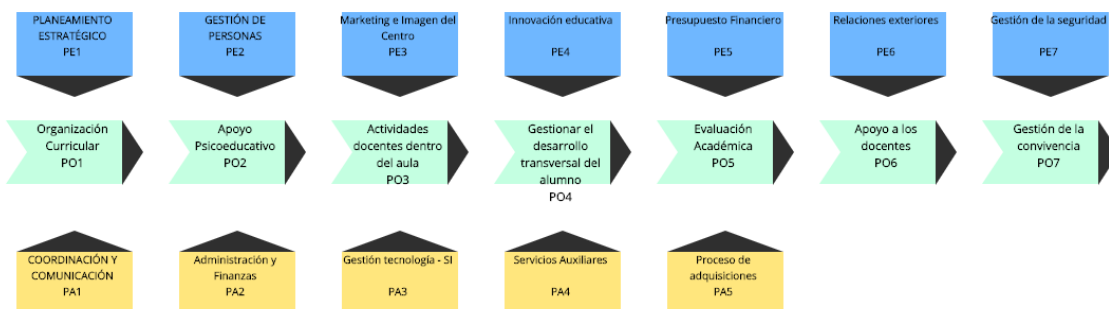 PLANEAMIENTO
ESTRATÉGICO
PE1
GESTIÓN DE
PERSONAS
PE2
Marketing e Imagen del
Centro
PE3
Innovación educativa
PE4
Presupuesto Financiero
PE5
Relaciones exteriores
PE6
Gestión de la seguridad
PE7
Organización
Curricular
PO1
Apoyo
Psicoeducativo
PO2
Actividades
docentes dentro
del aula
PO3
Gestionar el
desarrollo
transversal del
alumno
PO4
Evaluación
Académica
PO5
Apoyo a los
docentes
PO6
Gestión de la
convivencia
PO7
COORDINACIÓN Y
COMUNICACIÓN
PA1
Administración y
Finanzas
PA2
Gestión tecnología - SI
PA3
Servicios Auxiliares
PA4
Proceso de
adquisiciones
PA5